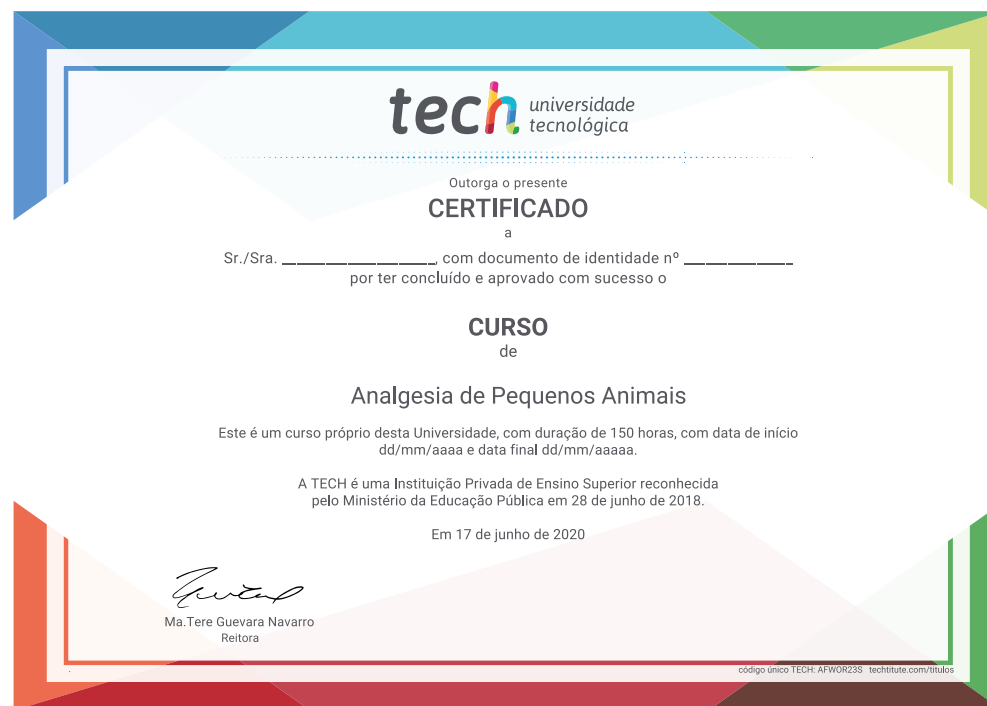 tech universidade
tecnológica
Outorga o presente
CERTIFICADO
a
Sr./Sra. ____________________, com documento de identidade nº ______________
por ter concluído e aprovado com sucesso o
CURSO
de
Analgesia de Pequenos Animais
Este é um curso próprio desta Universidade, com duração de 150 horas, com data de início
dd/mm/aaaa e data final dd/mm/aaaaa.
A TECH é uma Instituição Privada de Ensino Superior reconhecida
pelo Ministério da Educação Pública em 28 de junho de 2018.
Em 17 de junho de 2020
Ma.Tere Guevara Navarro
Reitora
código único TECH: AFWOR23S techtitute.com/titulos